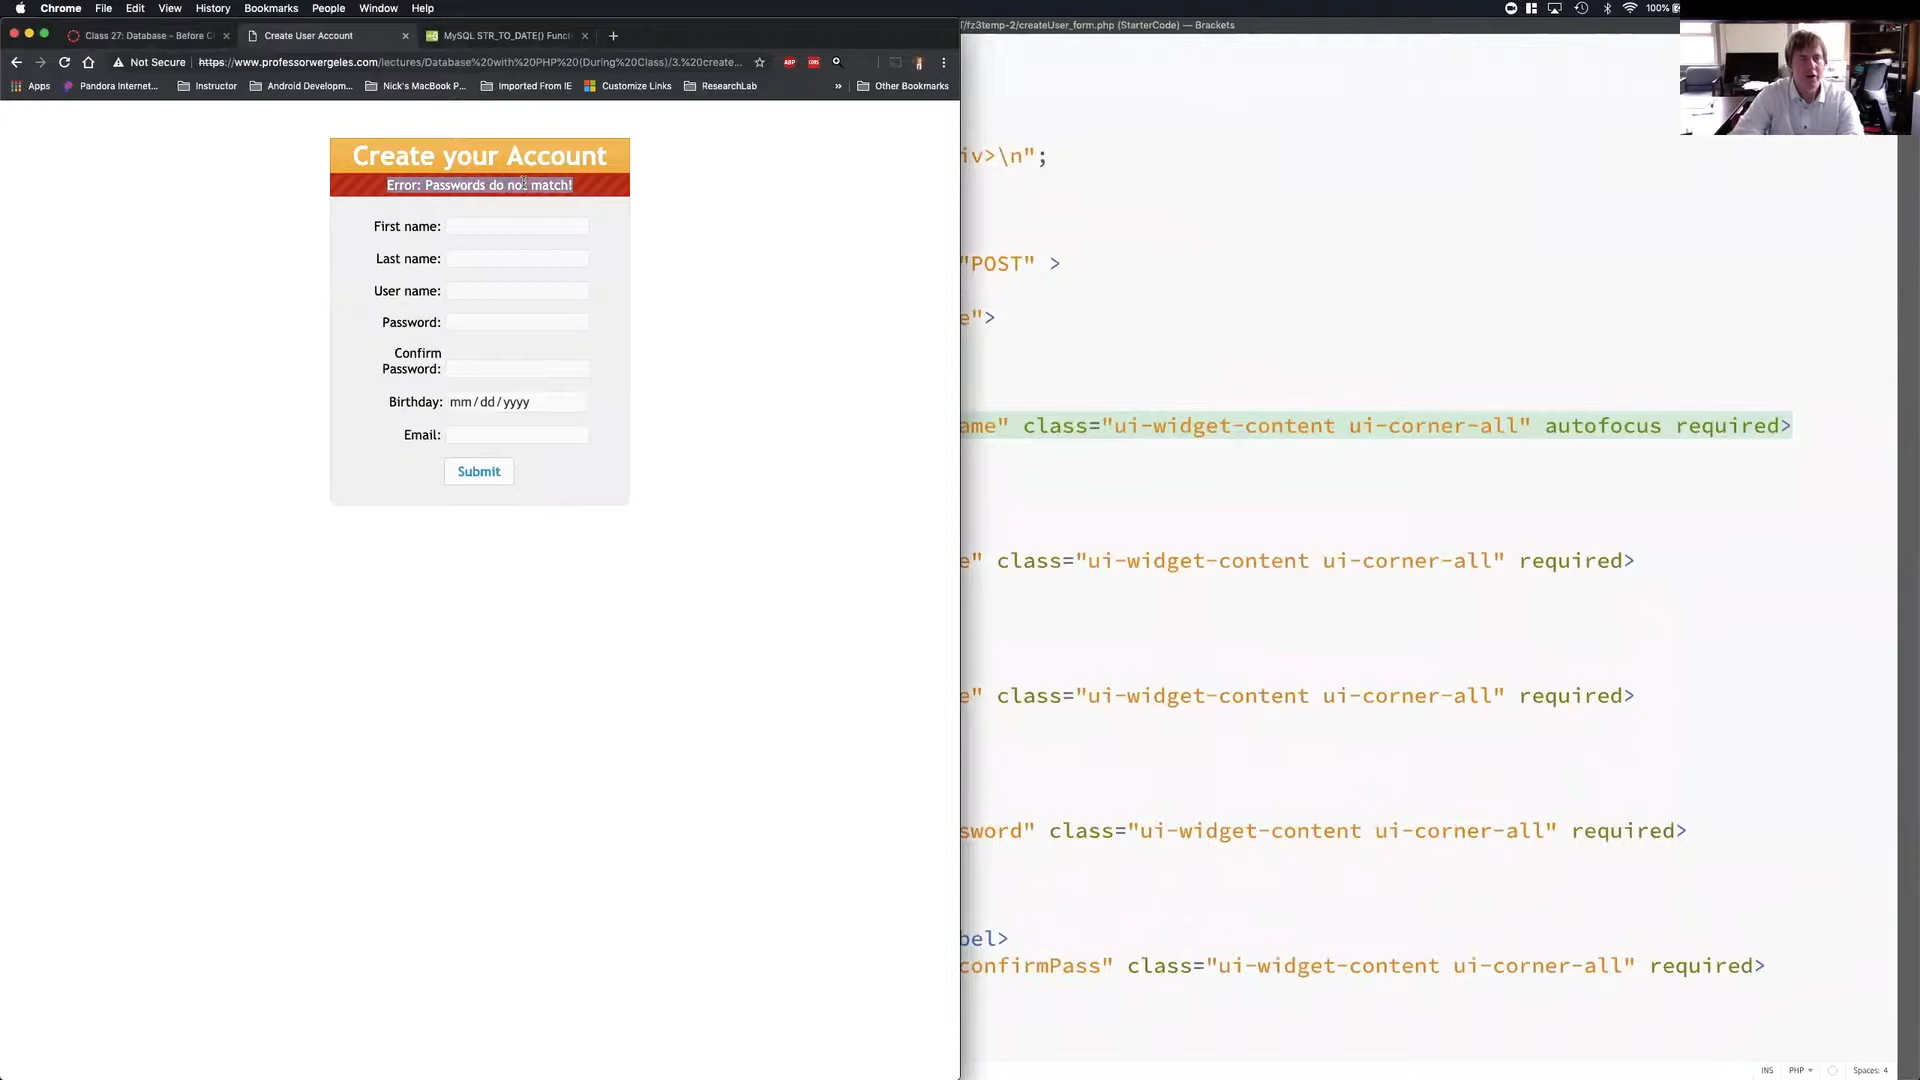 Chrome File Edit View History Bookmarks People Window Help 100%
Class 27: Database - Before C
Create User Account
MySQL STR_TO_DATE() Func
Not Secure https://www.professorwergeles.com/lectures/Database%20with%20PHP%20(During%20Class)/3.%20create... ABP CORS
Apps Pandora Internet... Instructor Android Developm... Nick's MacBook P... Imported From IE Customize Links ResearchLab » Other Bookmarks
Create your Account
Error: Passwords do not match!
First name:
Last name:
User name:
Password:
Confirm
Password:
Birthday: mm/dd/yyyy
Email:
Submit
/fz3temp-2/createUser_form.php (StarterCode) — Brackets
iv>\n";
"POST" >
e">
ame" class="ui-widget-content ui-corner-all" autofocus required>
e" class="ui-widget-content ui-corner-all" required>
e" class="ui-widget-content ui-corner-all" required>
sword" class="ui-widget-content ui-corner-all" required>
bel>
confirmPass" class="ui-widget-content ui-corner-all" required>
INS PHP Spaces: 4